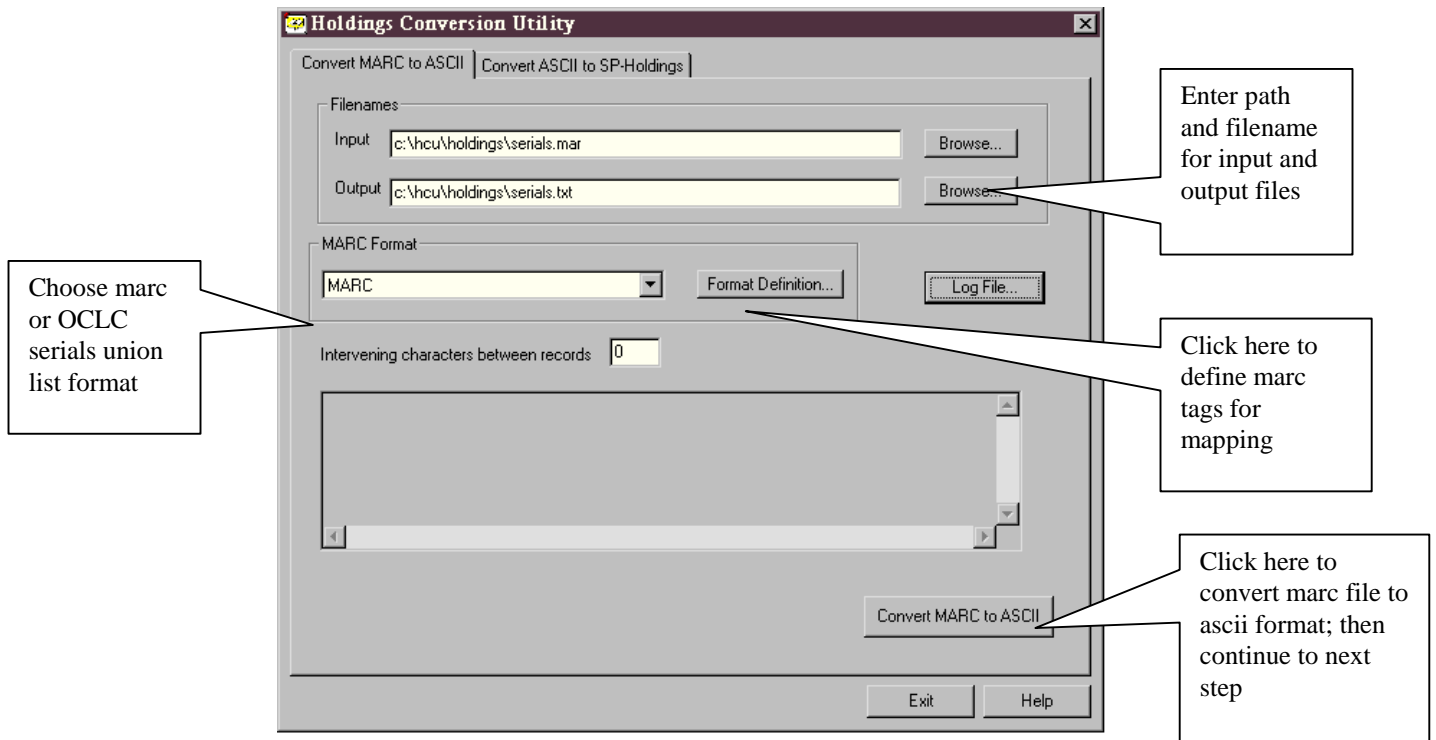 Holdings Conversion Utility
Convert MARC to ASCII
Convert ASCII to SP-Holdings
Filenames
Input
c:\hcu\holdings\serials.mar
Browse...
Output
c:\hcu\holdings\serials.txt
Browse...
Enter path
and filename
for input and
output files
MARC Format
MARC
Format Definition...
Log File...
Choose marc
or OCLC
serials union
list format
Intervening characters between records
0
Click here to
define marc
tags for
mapping
Convert MARC to ASCII
Click here to
convert marc file to
ascii format; then
continue to next
step
Exit
Help